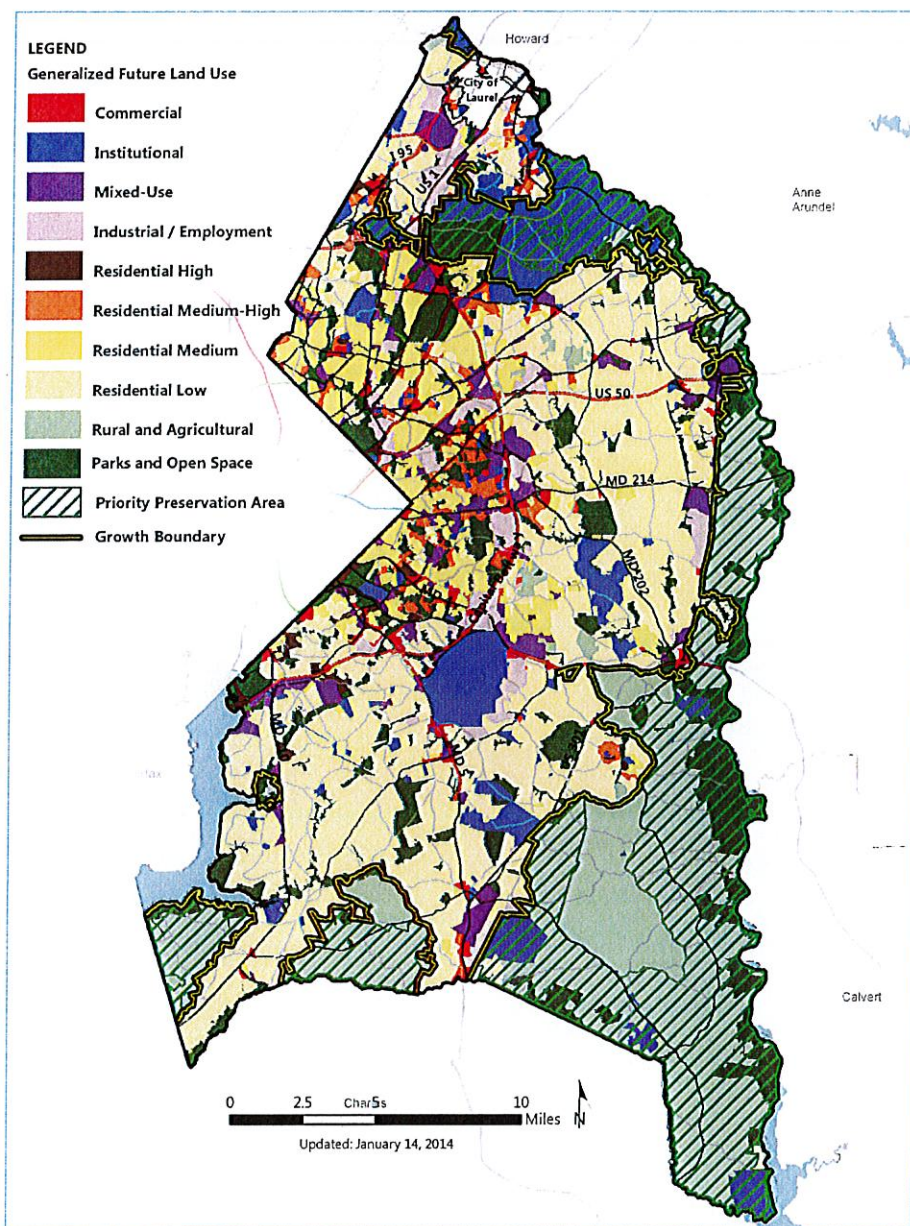 LEGEND
Generalized Future Land Use
Commercial
Institutional
Mixed-Use
Industrial / Employment
Residential High
Residential Medium-High
Residential Medium
Residential Low
Rural and Agricultural
Parks and Open Space
Priority Preservation Area
Growth Boundary
Howard
City of
Laurel
I 95
US 1
Anne
Arundel
US 50
MD 214
MD 202
Calvert
0 2.5 5 10
Miles
N
Updated: January 14, 2014